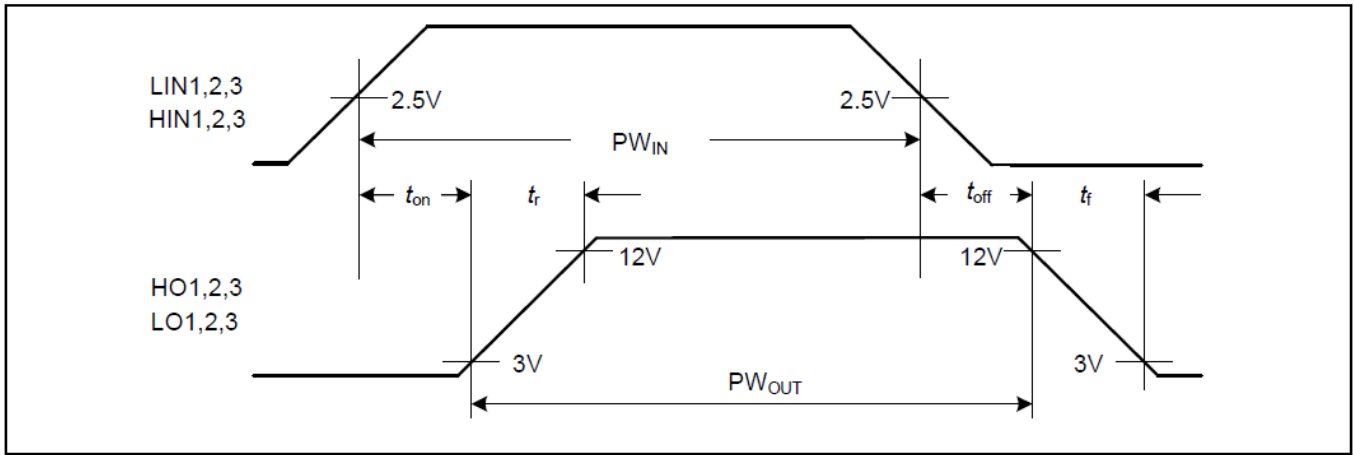 LIN1,2,3
HIN1,2,3
2.5V
2.5V
PWIN
ton
tr
toff
tf
HO1,2,3
LO1,2,3
12V
12V
3V
3V
PWOUT